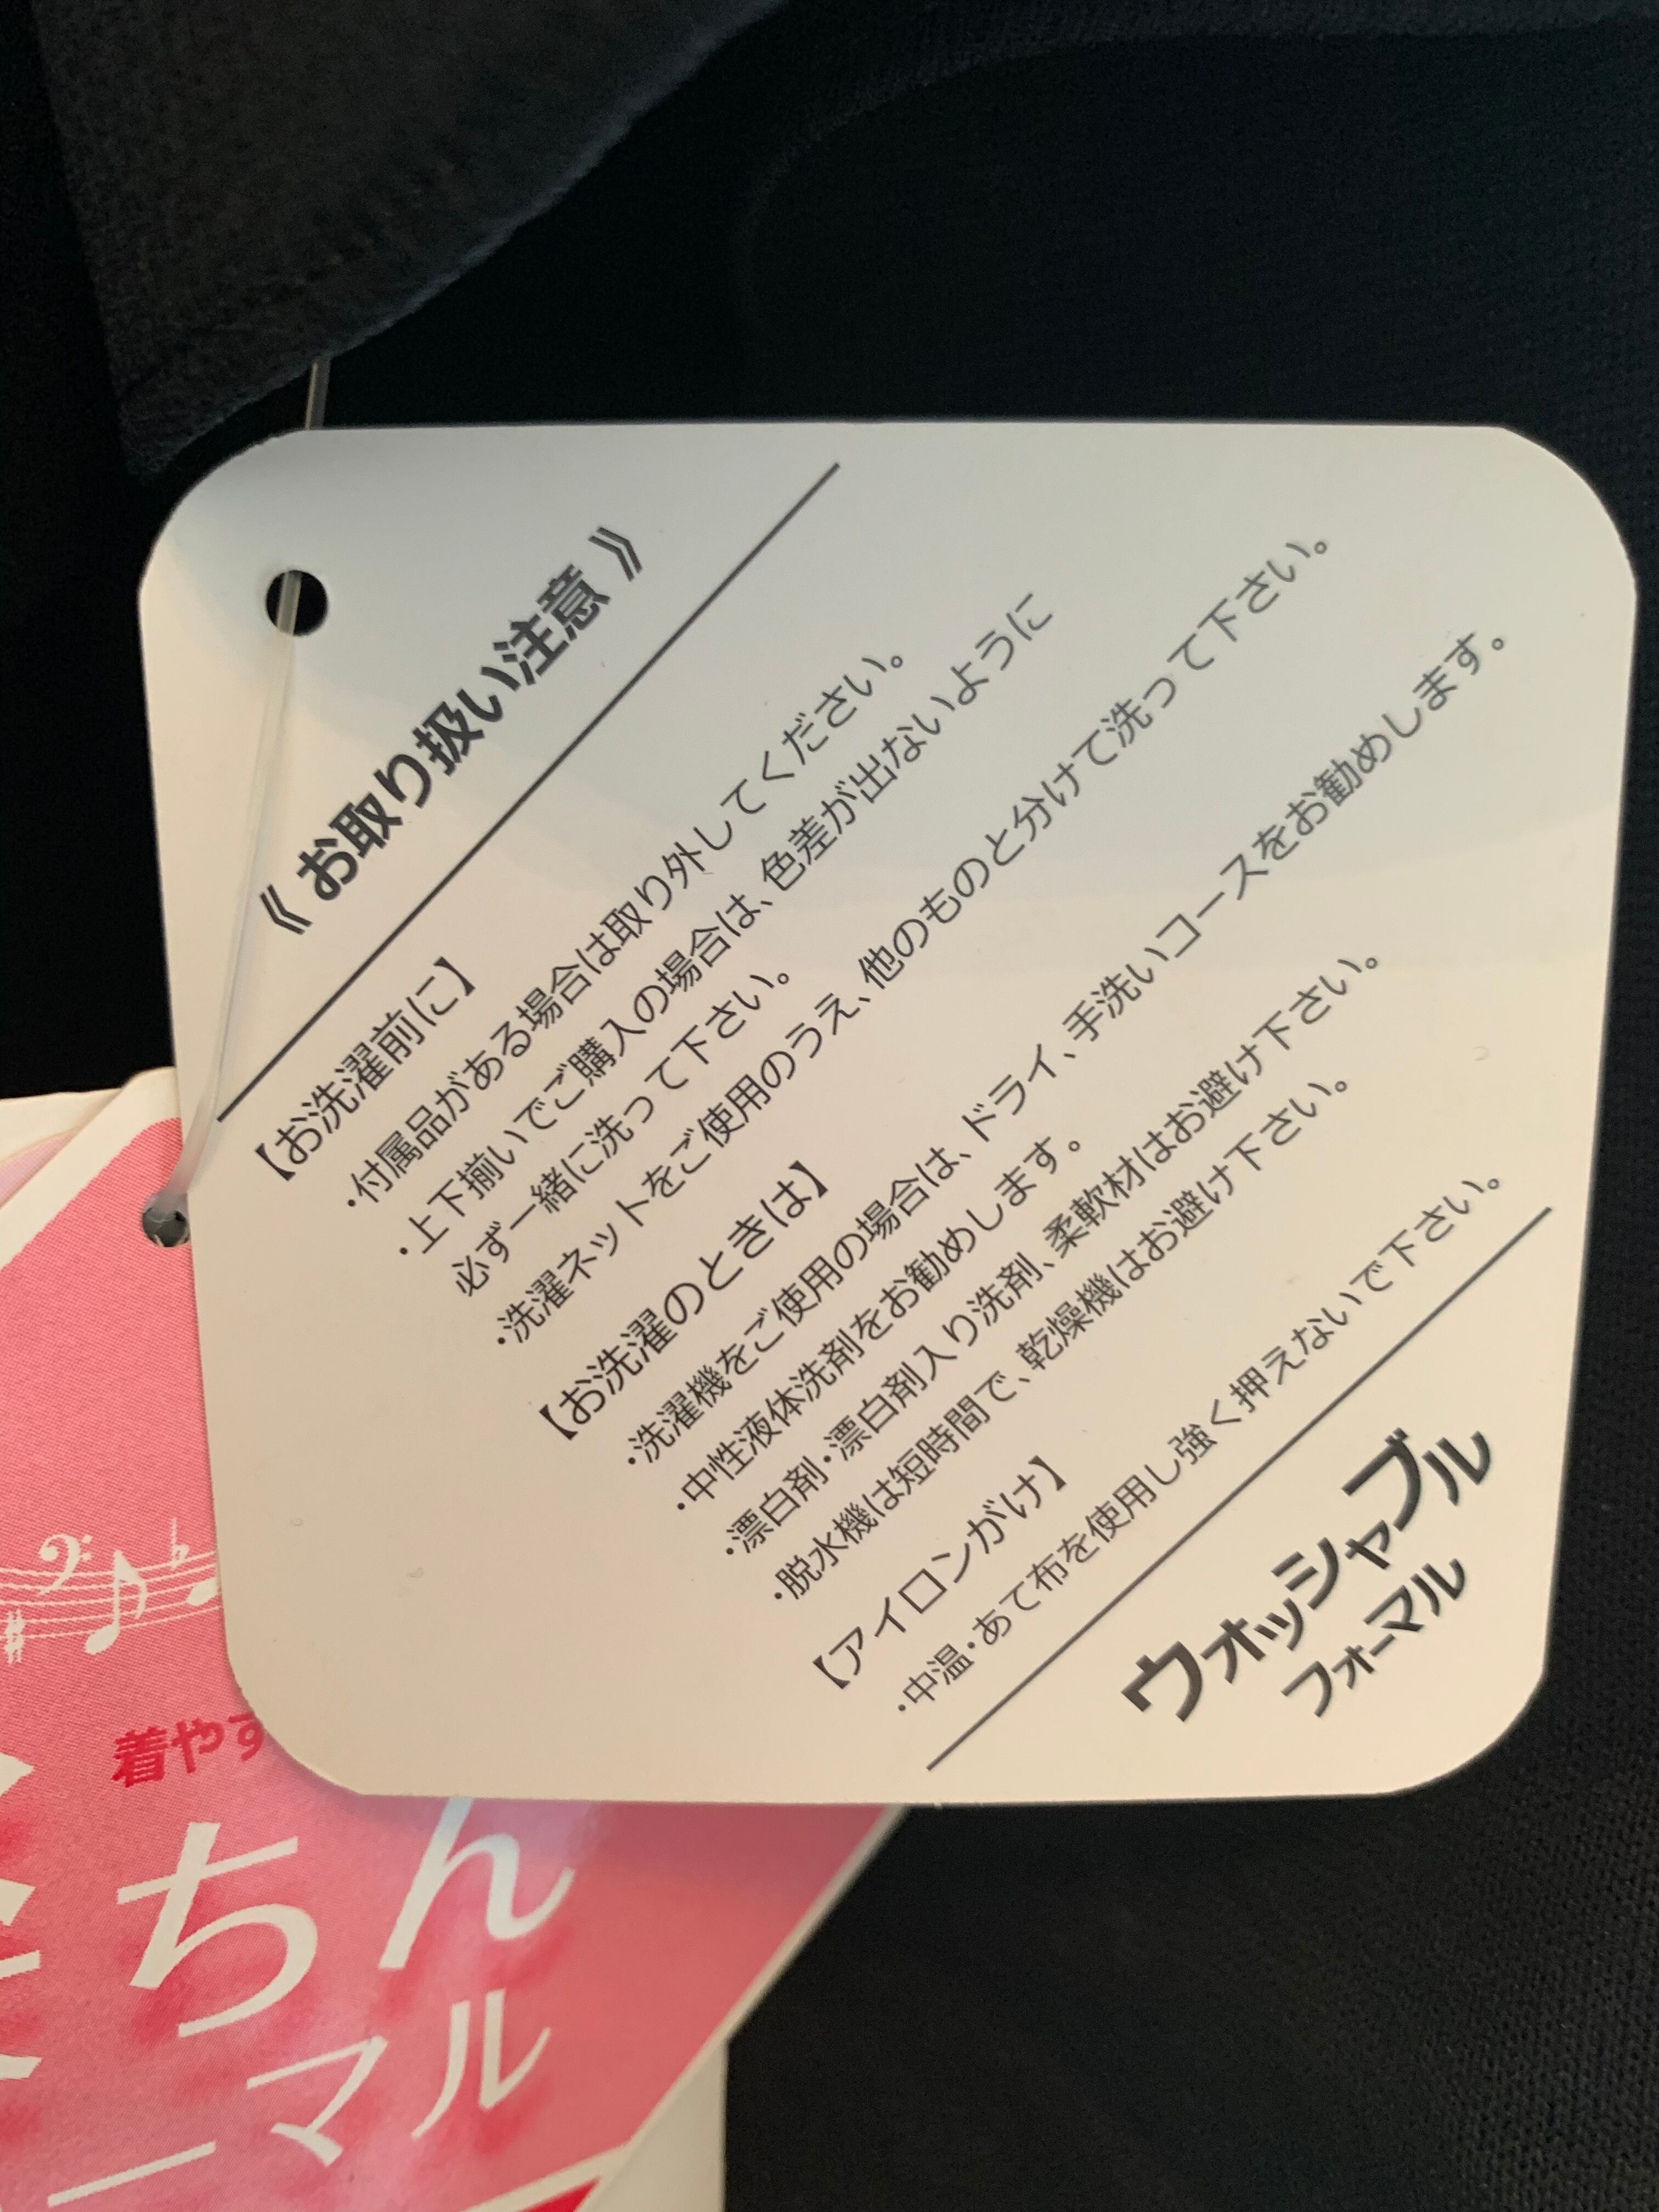 《 お取り扱い注意 》
【お洗濯前に】
・付属品がある場合は取り外してください。
・上下揃いでご購入の場合は、色差が出ないように
必ず一緒に洗って下さい。
・洗濯ネットをご使用のうえ、他のものと分けて洗って下さい。
【お洗濯のときは】
・洗濯機をご使用の場合は、ドライ、手洗いコースをお勧めします。
・中性液体洗剤をお勧めします。
・漂白剤・漂白剤入り洗剤、柔軟材はお避け下さい。
・脱水機は短時間で、乾燥機はお避け下さい。
【アイロンがけ】
・中温・あて布を使用し強く押えないで下さい。
ウォッシャブル
フォーマル
着やす
ちん
ーマル